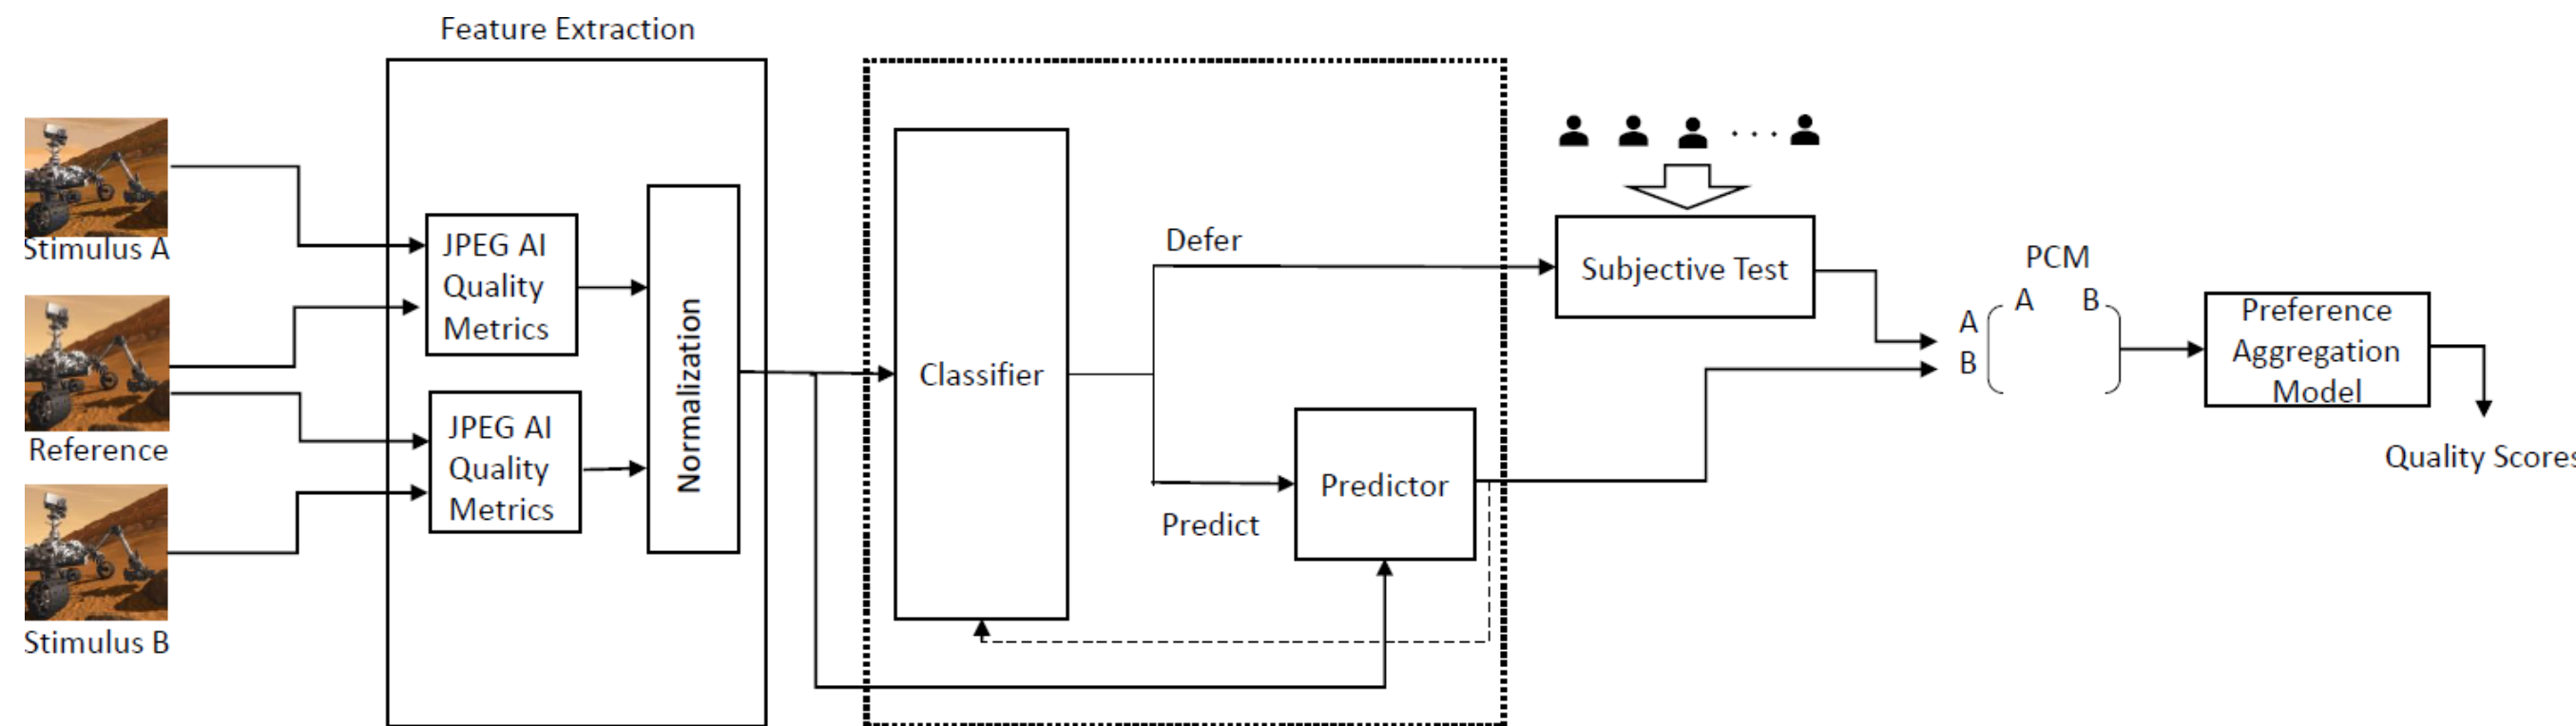 Feature Extraction
Stimulus A
Reference
Stimulus B
JPEG AI
Quality
Metrics
JPEG AI
Quality
Metrics
Normalization
Classifier
Defer
Predict
Predictor
Subjective Test
PCM
A B
A
B
Preference
Aggregation
Model
Quality Scores